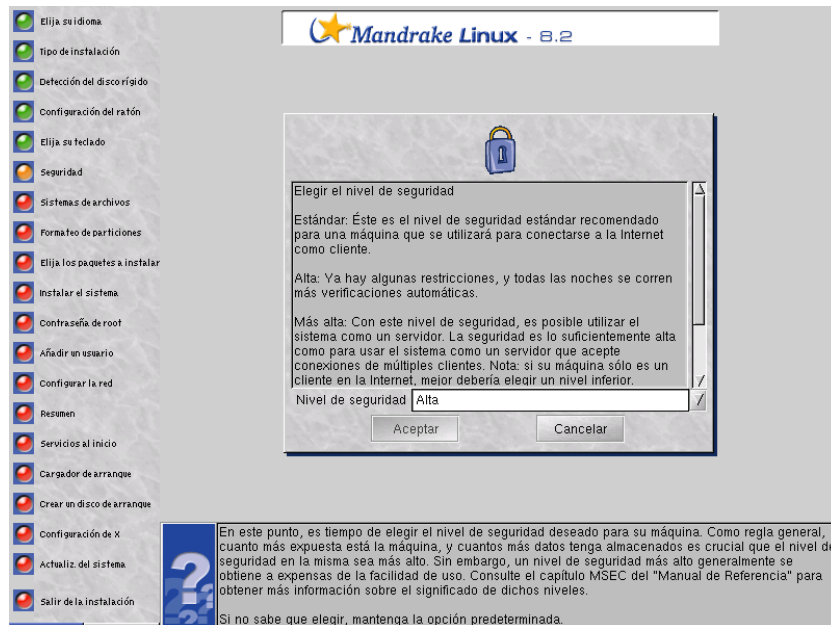 Elija su idioma
Tipo de instalación
Detección del disco rígido
Configuración del ratón
Elija su teclado
Seguridad
Sistemas de archivos
Formateo de particiones
Elija los paquetes a instalar
Instalar el sistema
Contraseña de root
Añadir un usuario
Configurar la red
Resumen
Servicios al inicio
Cargador de arranque
Crear un disco de arranque
Configuración de X
Actualiz. del sistema
Salir de la instalación
Mandrake Linux - 8.2
Elegir el nivel de seguridad
Estándar: Éste es el nivel de seguridad estándar recomendado
para una máquina que se utilizará para conectarse a la Internet
como cliente.
Alta: Ya hay algunas restricciones, y todas las noches se corren
más verificaciones automáticas.
Más alta: Con este nivel de seguridad, es posible utilizar el
sistema como un servidor. La seguridad es lo suficientemente alta
como para usar el sistema como un servidor que acepte
conexiones de múltiples clientes. Nota: si su máquina sólo es un
cliente en la Internet, mejor debería elegir un nivel inferior.
Nivel de seguridad Alta
Aceptar Cancelar
En este punto, es tiempo de elegir el nivel de seguridad deseado para su máquina. Como regla general,
cuanto más expuesta está la máquina, y cuantos más datos tenga almacenados es crucial que el nivel de
seguridad en la misma sea más alto. Sin embargo, un nivel de seguridad más alto generalmente se
obtiene a expensas de la facilidad de uso. Consulte el capítulo MSEC del "Manual de Referencia" para
obtener más información sobre el significado de dichos niveles.
Si no sabe que elegir, mantenga la opción predeterminada.